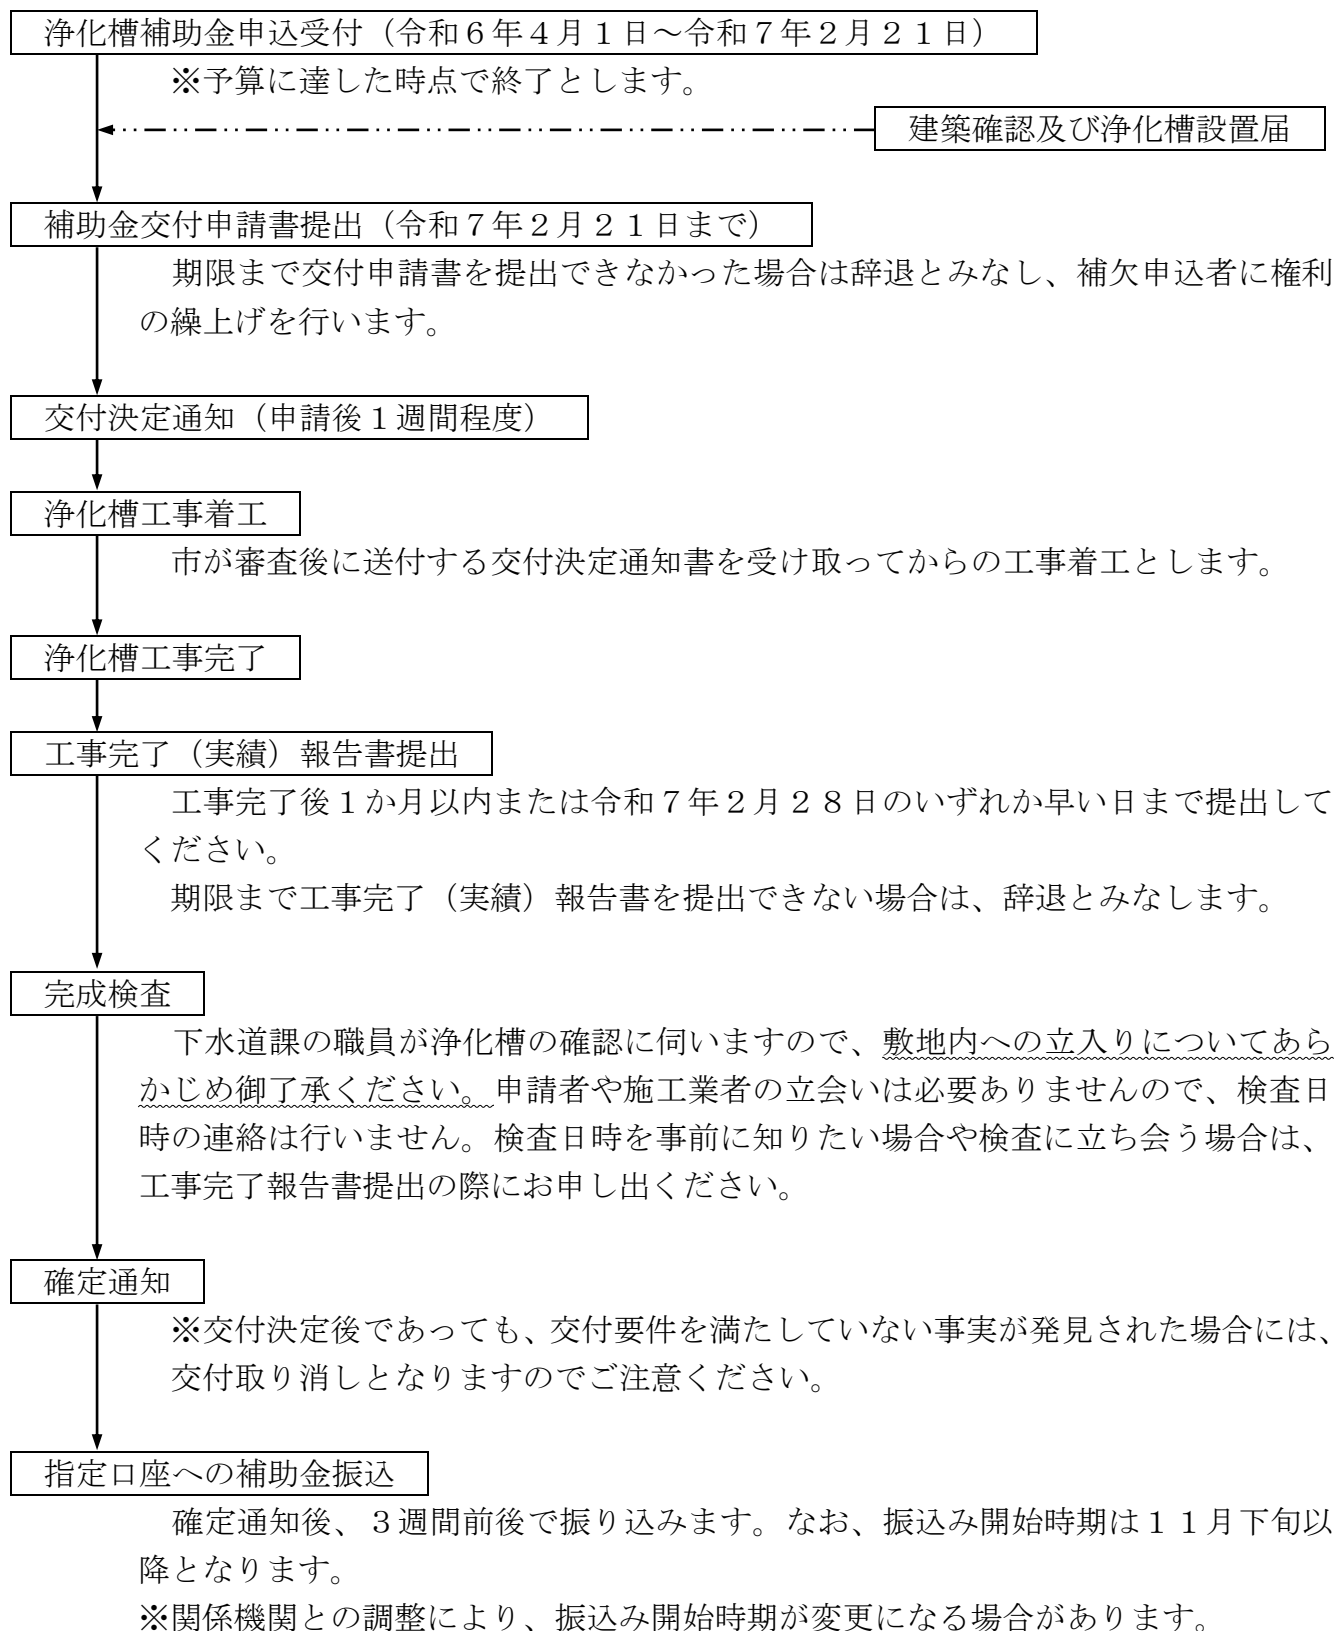 浄化槽補助金申込受付（令和６年４月１日～令和７年２月２１日）
※予算に達した時点で終了とします。
建築確認及び浄化槽設置届
補助金交付申請書提出（令和７年２月２１日まで）
期限まで交付申請書を提出できなかった場合は辞退とみなし、補欠申込者に権利
の繰上げを行います。
交付決定通知（申請後１週間程度）
浄化槽工事着工
市が審査後に送付する交付決定通知書を受け取ってからの工事着工とします。
浄化槽工事完了
工事完了（実績）報告書提出
工事完了後１か月以内または令和７年２月２８日のいずれか早い日まで提出して
ください。
期限まで工事完了（実績）報告書を提出できない場合は、辞退とみなします。
完成検査
下水道課の職員が浄化槽の確認に伺いますので、敷地内への立入りについてあら
かじめ御了承ください。申請者や施工業者の立会いは必要ありませんので、検査日
時の連絡は行いません。検査日時を事前に知りたい場合や検査に立ち会う場合は、
工事完了報告書提出の際にお申し出ください。
確定通知
※交付決定後であっても、交付要件を満たしていない事実が発見された場合には、
交付取り消しとなりますのでご注意ください。
指定口座への補助金振込
確定通知後、３週間前後で振り込みます。なお、振込み開始時期は１１月下旬以
降となります。
※関係機関との調整により、振込み開始時期が変更になる場合があります。